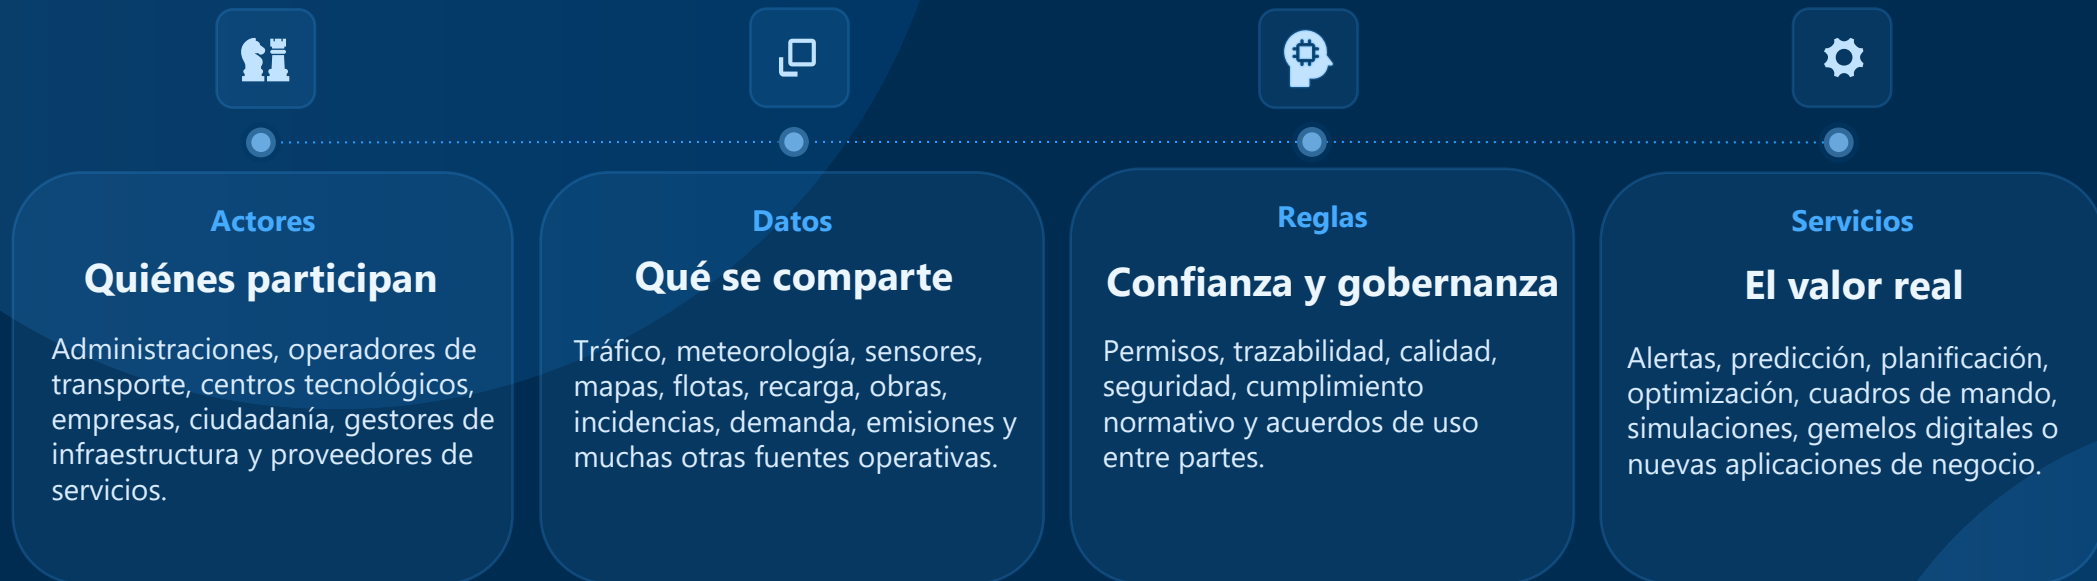 Actores
Quiénes participan
Administraciones, operadores de
transporte, centros tecnológicos,
empresas, ciudadanía, gestores de
infraestructura y proveedores de
servicios.
Datos
Qué se comparte
Tráfico, meteorología, sensores,
mapas, flotas, recarga, obras,
incidencias, demanda, emisiones y
muchas otras fuentes operativas.
Reglas
Confianza y gobernanza
Permisos, trazabilidad, calidad,
seguridad, cumplimiento
normativo y acuerdos de uso
entre partes.
Servicios
El valor real
Alertas, predicción, planificación,
optimización, cuadros de mando,
simulaciones, gemelos digitales o
nuevas aplicaciones de negocio.